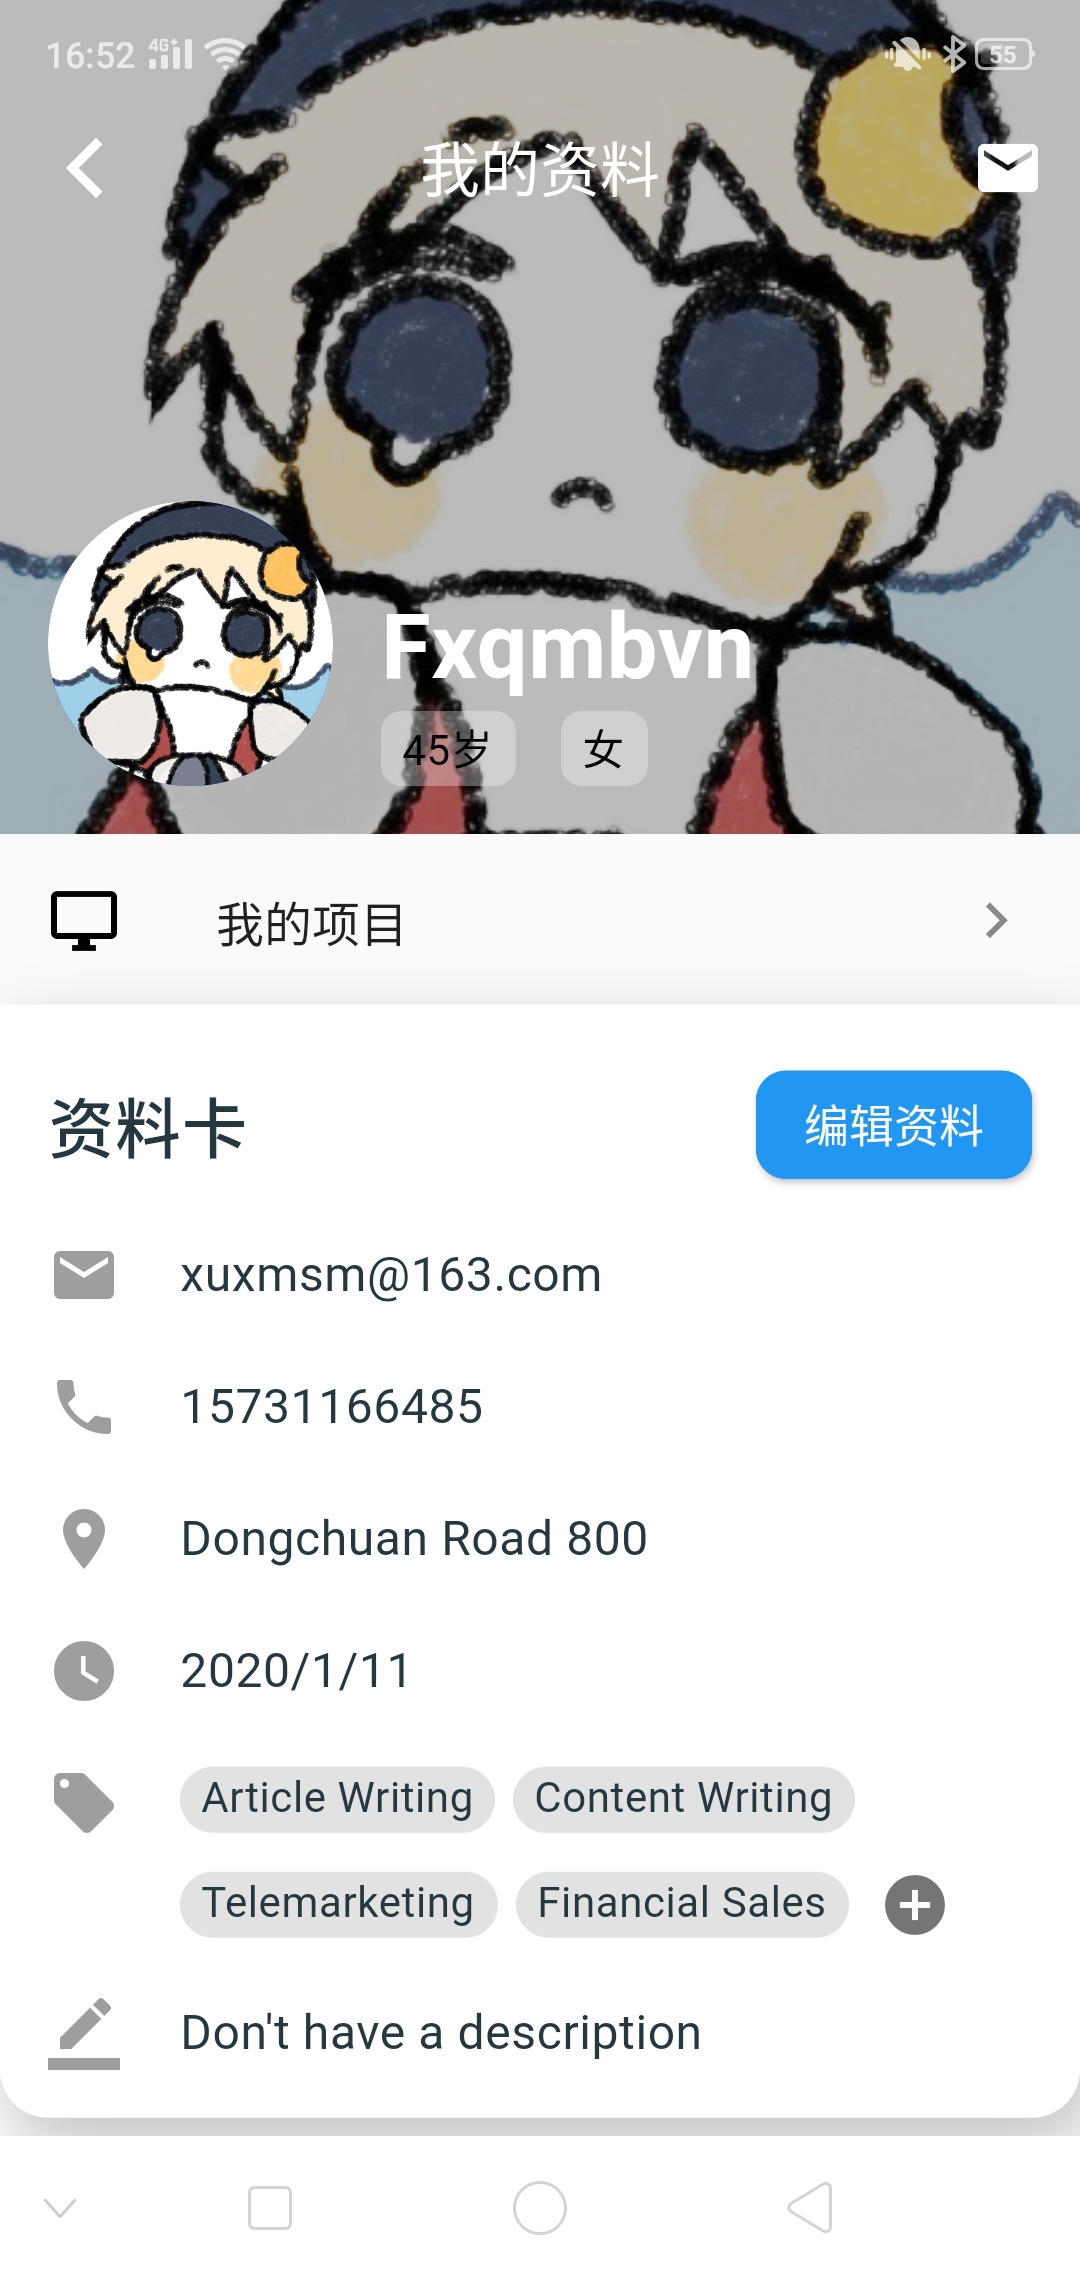 16:52 4G+ 55
我的资料
Fxqmbvn
45岁 女
我的项目
资料卡 编辑资料
xuxmsm@163.com
15731166485
Dongchuan Road 800
2020/1/11
Article Writing Content Writing
Telemarketing Financial Sales
Don't have a description